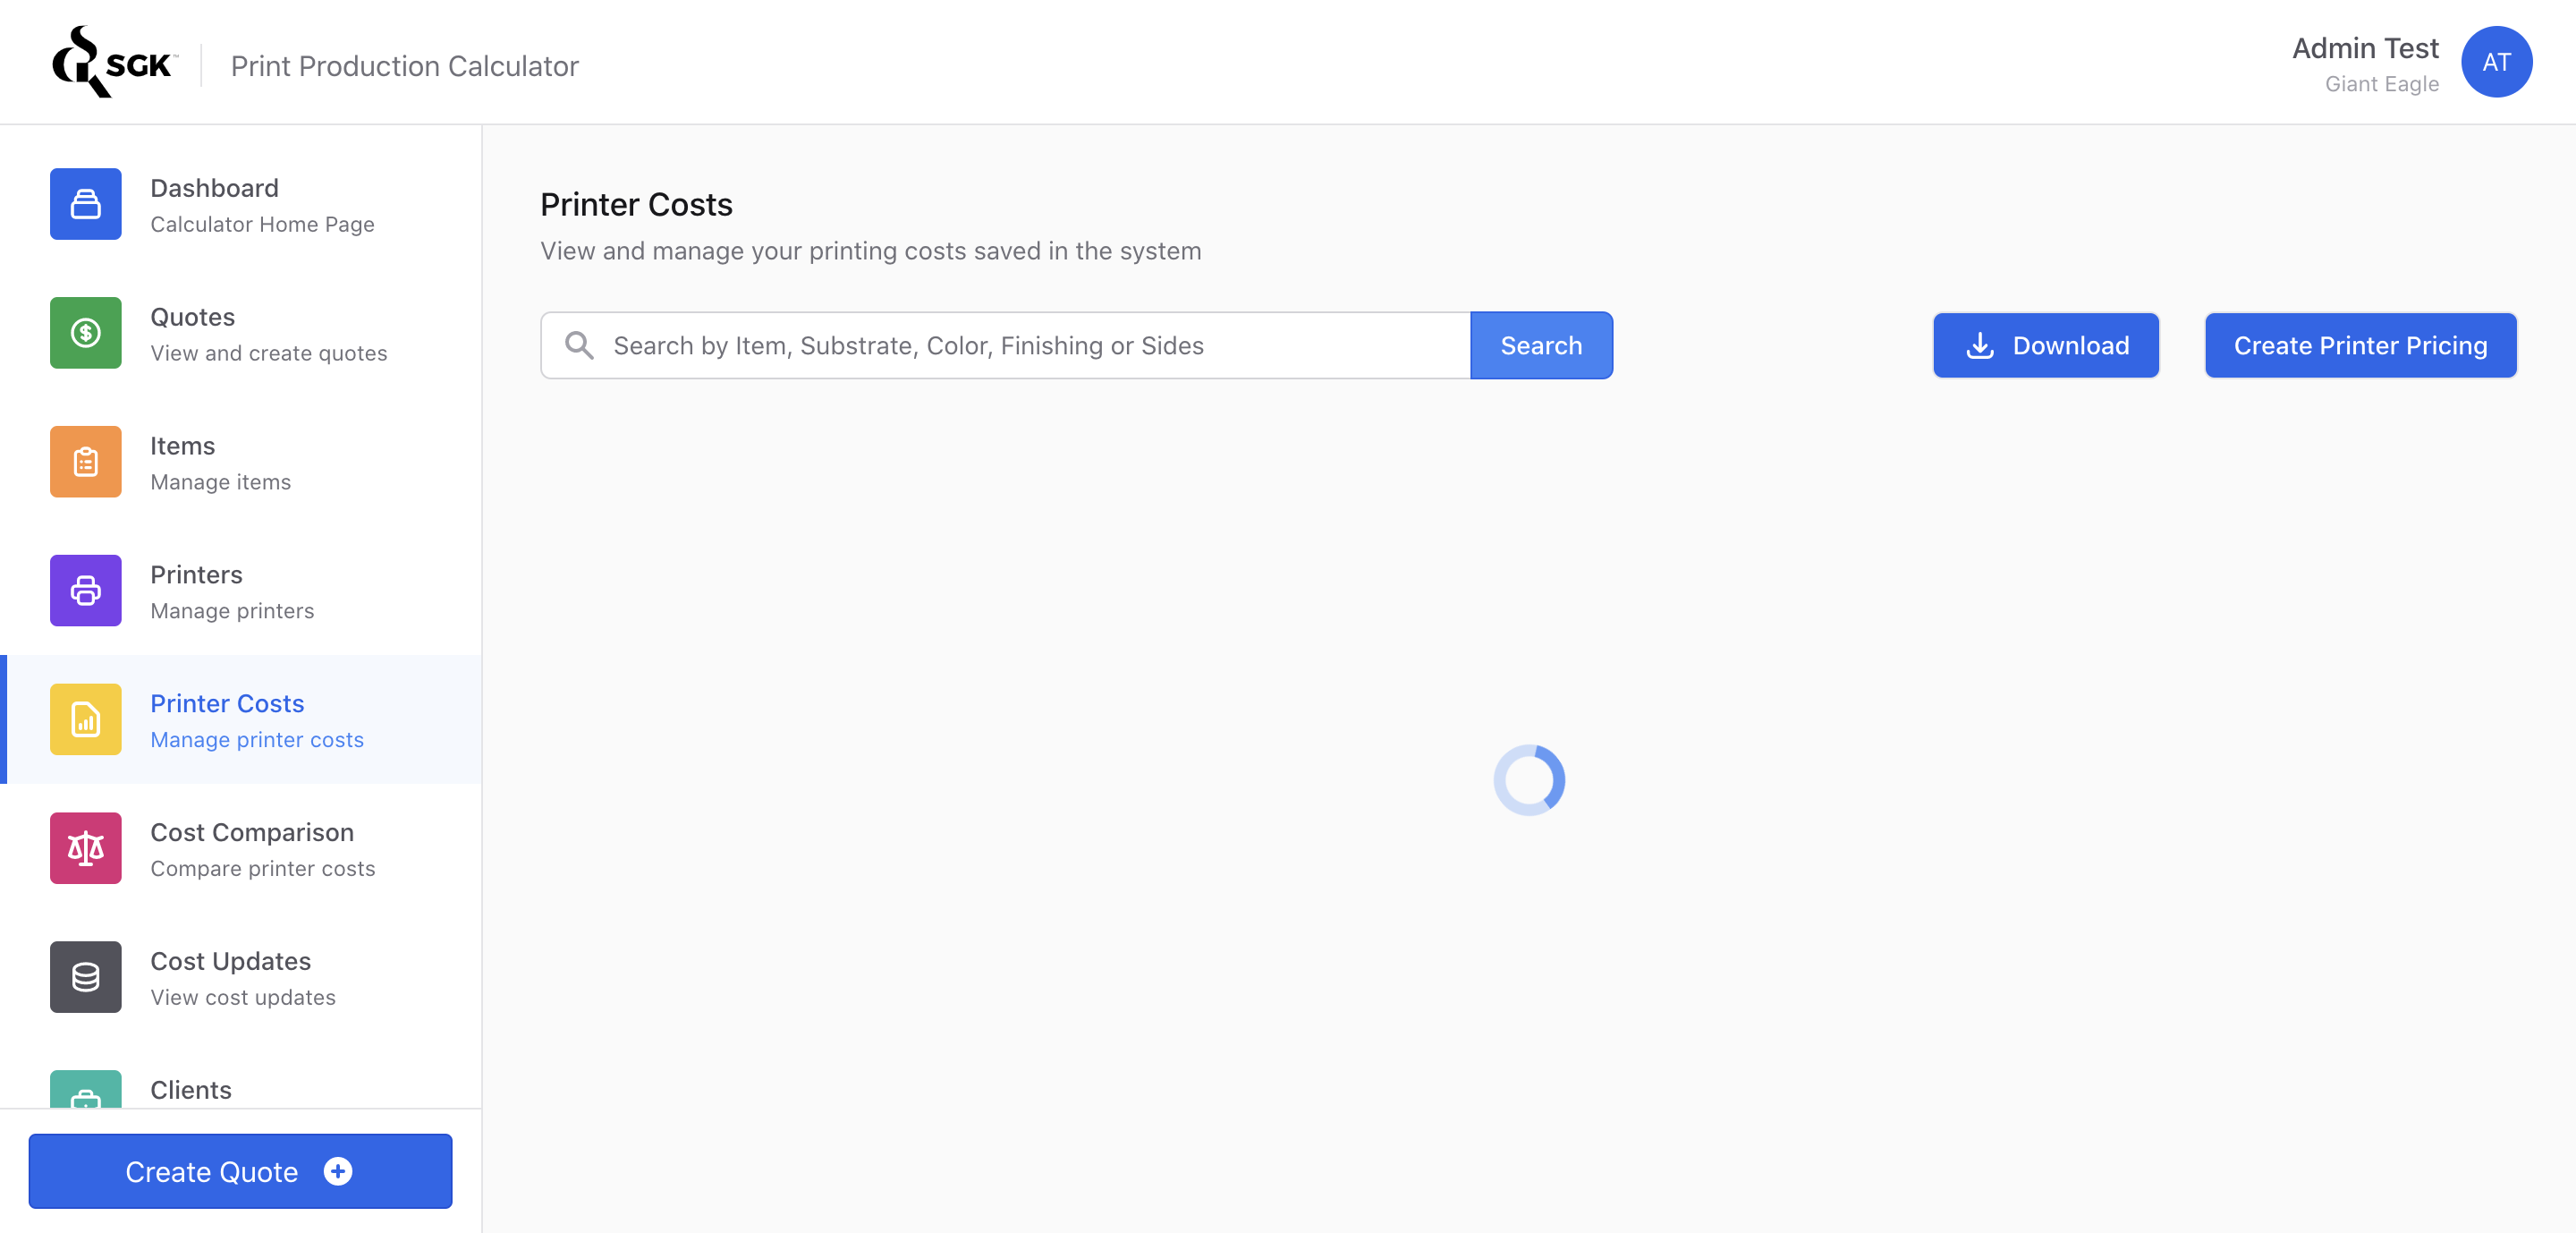 SGK™
Print Production Calculator
Admin Test
Giant Eagle
AT
Dashboard
Calculator Home Page
Quotes
View and create quotes
Items
Manage items
Printers
Manage printers
Printer Costs
Manage printer costs
Cost Comparison
Compare printer costs
Cost Updates
View cost updates
Clients
Create Quote
Printer Costs
View and manage your printing costs saved in the system
Search by Item, Substrate, Color, Finishing or Sides
Search
Download
Create Printer Pricing